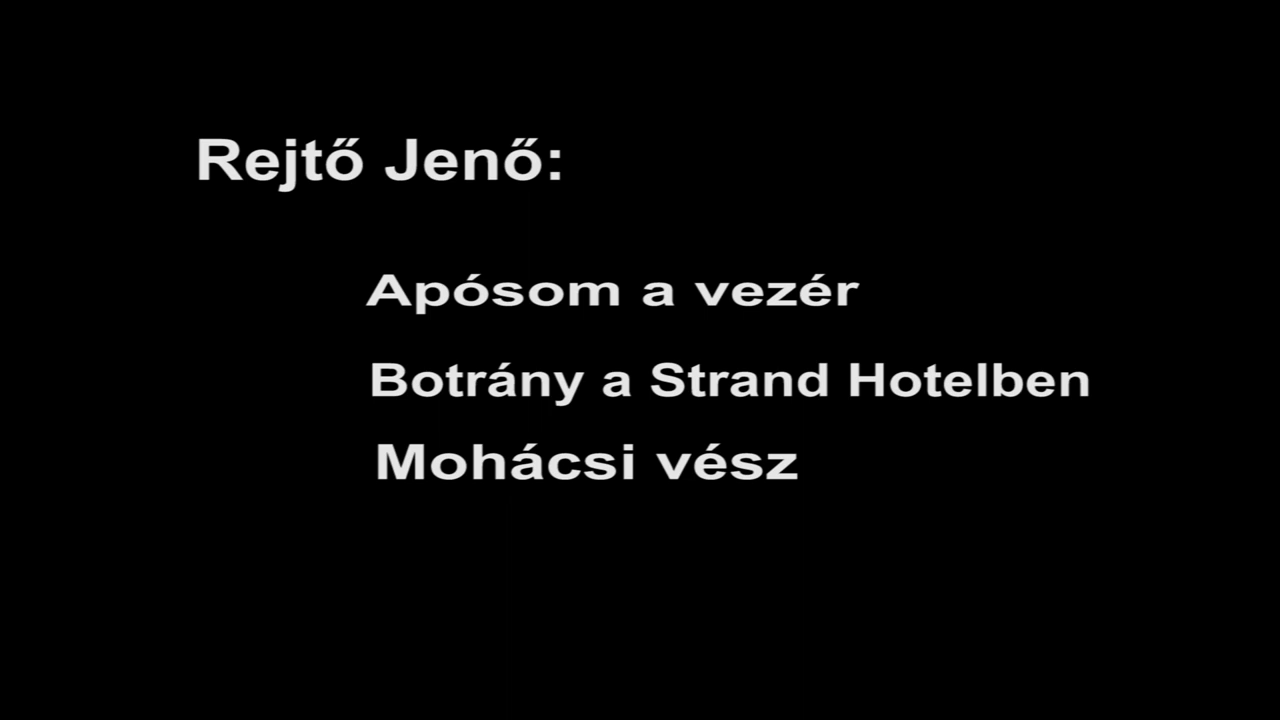 Rejtő Jenő:
Apósom a vezér
Botrány a Strand Hotelben
Mohácsi vész